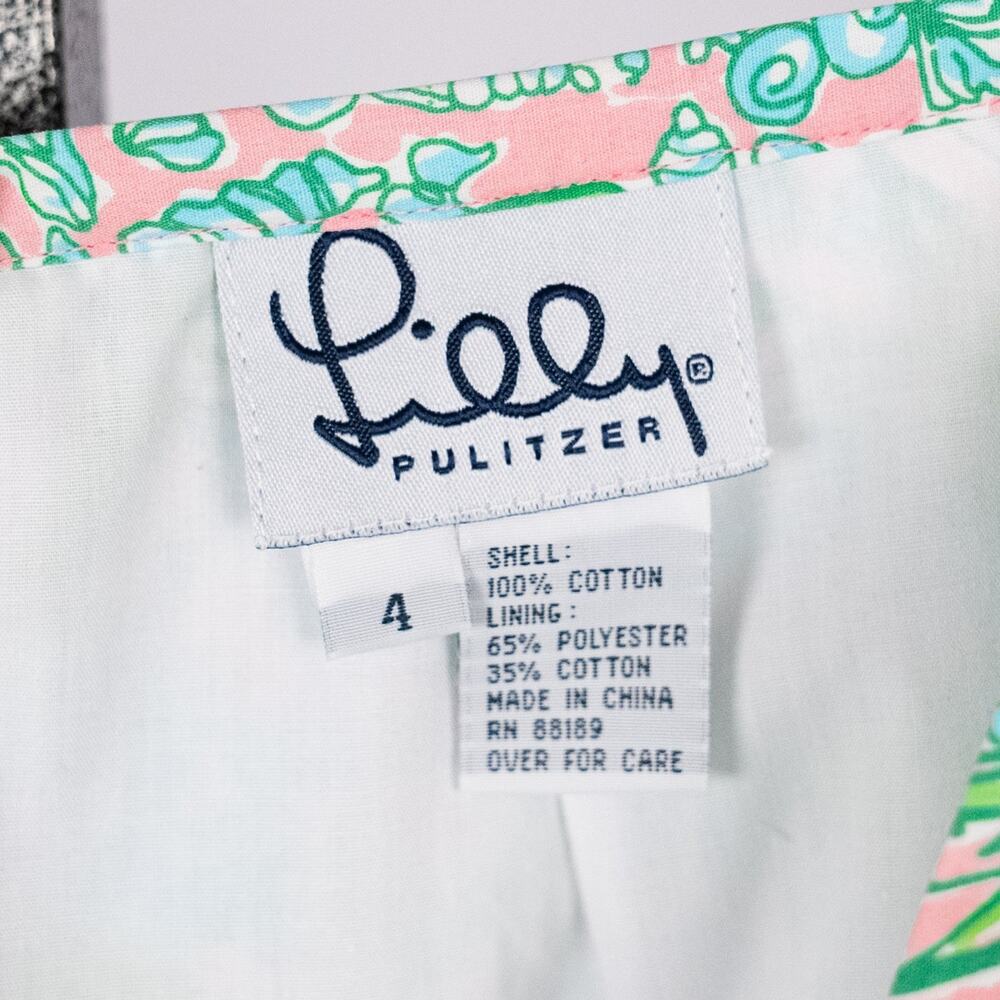 Lilly®
PULITZER
4
SHELL:
100% COTTON
LINING:
65% POLYESTER
35% COTTON
MADE IN CHINA
RN 88189
OVER FOR CARE